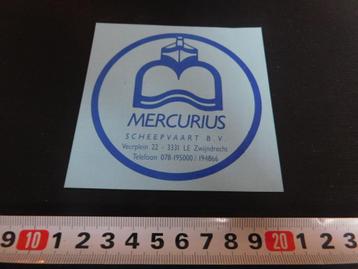 MERCURIUS
SCHEEPVAART B.V.
Veerplein 22 - 3331 LE Zwijndrecht
Telefoon 078-195000 / 194866
9 10 1 2 3 4 5 6 7 8 9 20 1 2 3